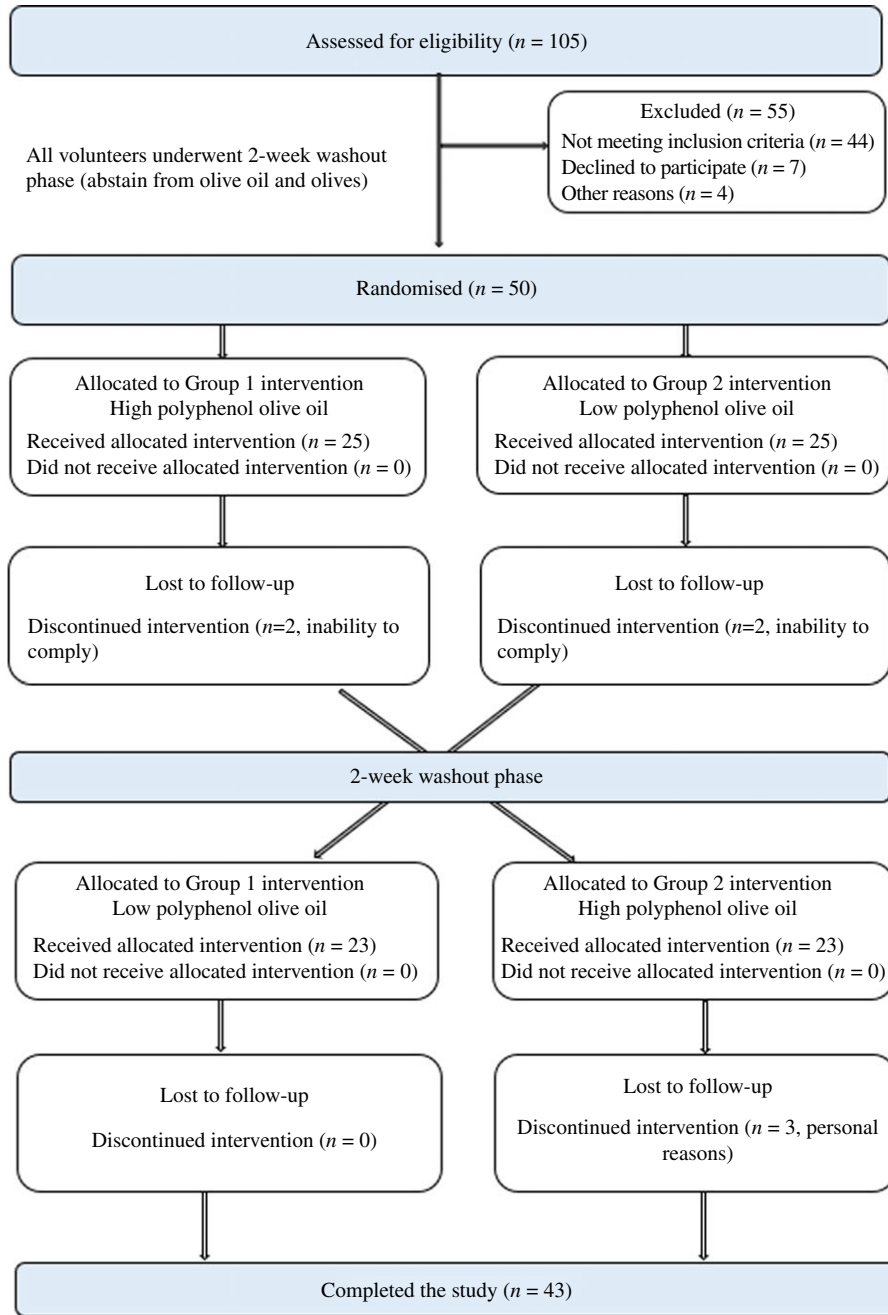 Assessed for eligibility (n = 105)
Excluded (n = 55)
Not meeting inclusion criteria (n = 44)
Declined to participate (n = 7)
Other reasons (n = 4)
All volunteers underwent 2-week washout
phase (abstain from olive oil and olives)
Randomised (n = 50)
Allocated to Group 1 intervention
High polyphenol olive oil
Received allocated intervention (n = 25)
Did not receive allocated intervention (n = 0)
Allocated to Group 2 intervention
Low polyphenol olive oil
Received allocated intervention (n = 25)
Did not receive allocated intervention (n = 0)
Lost to follow-up
Discontinued intervention (n=2, inability to
comply)
Lost to follow-up
Discontinued intervention (n=2, inability to
comply)
2-week washout phase
Allocated to Group 1 intervention
Low polyphenol olive oil
Received allocated intervention (n = 23)
Did not receive allocated intervention (n = 0)
Allocated to Group 2 intervention
High polyphenol olive oil
Received allocated intervention (n = 23)
Did not receive allocated intervention (n = 0)
Lost to follow-up
Discontinued intervention (n = 0)
Lost to follow-up
Discontinued intervention (n = 3, personal
reasons)
Completed the study (n = 43)